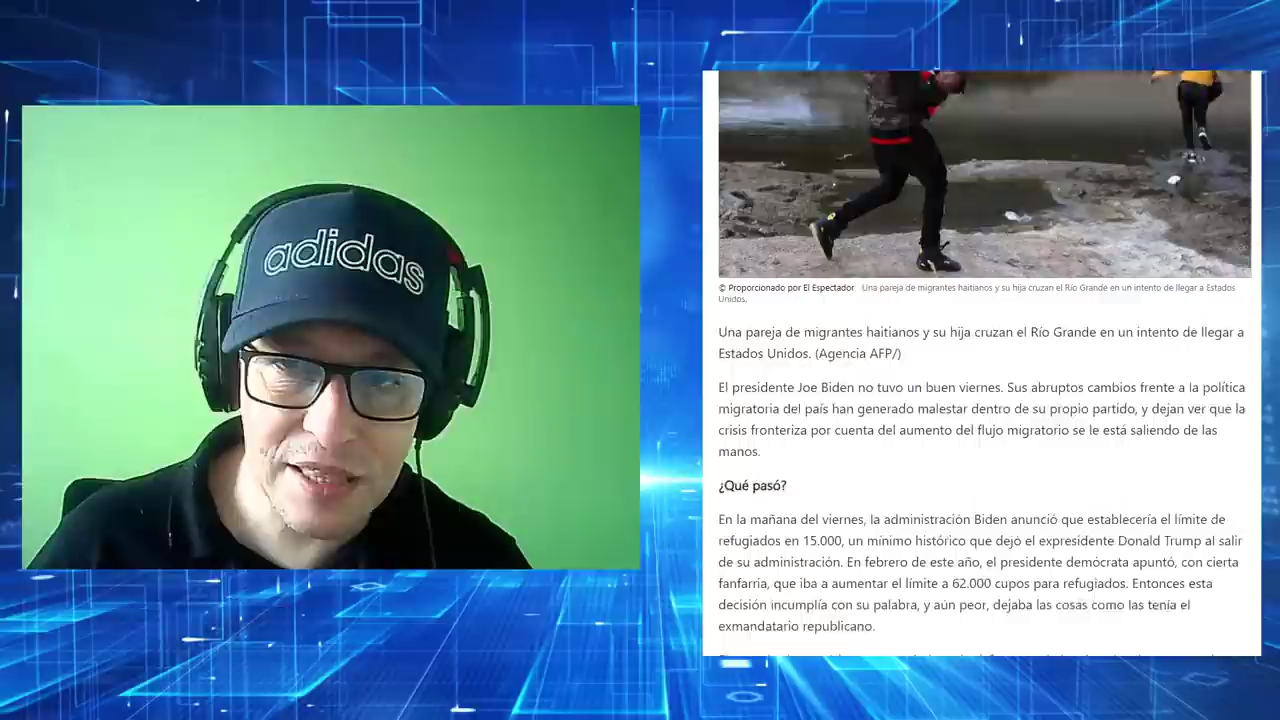 adidas
© Proporcionado por El Espectador Una pareja de migrantes haitianos y su hija cruzan el Río Grande en un intento de llegar a Estados
Unidos.
Una pareja de migrantes haitianos y su hija cruzan el Río Grande en un intento de llegar a
Estados Unidos. (Agencia AFP/)
El presidente Joe Biden no tuvo un buen viernes. Sus abruptos cambios frente a la política
migratoria del país han generado malestar dentro de su propio partido, y dejan ver que la
crisis fronteriza por cuenta del aumento del flujo migratorio se le está saliendo de las
manos.
¿Qué pasó?
En la mañana del viernes, la administración Biden anunció que establecería el límite de
refugiados en 15.000, un mínimo histórico que dejó el expresidente Donald Trump al salir
de su administración. En febrero de este año, el presidente demócrata apuntó, con cierta
fanfarria, que iba a aumentar el límite a 62.000 cupos para refugiados. Entonces esta
decisión incumplía con su palabra, y aún peor, dejaba las cosas como las tenía el
exmandatario republicano.